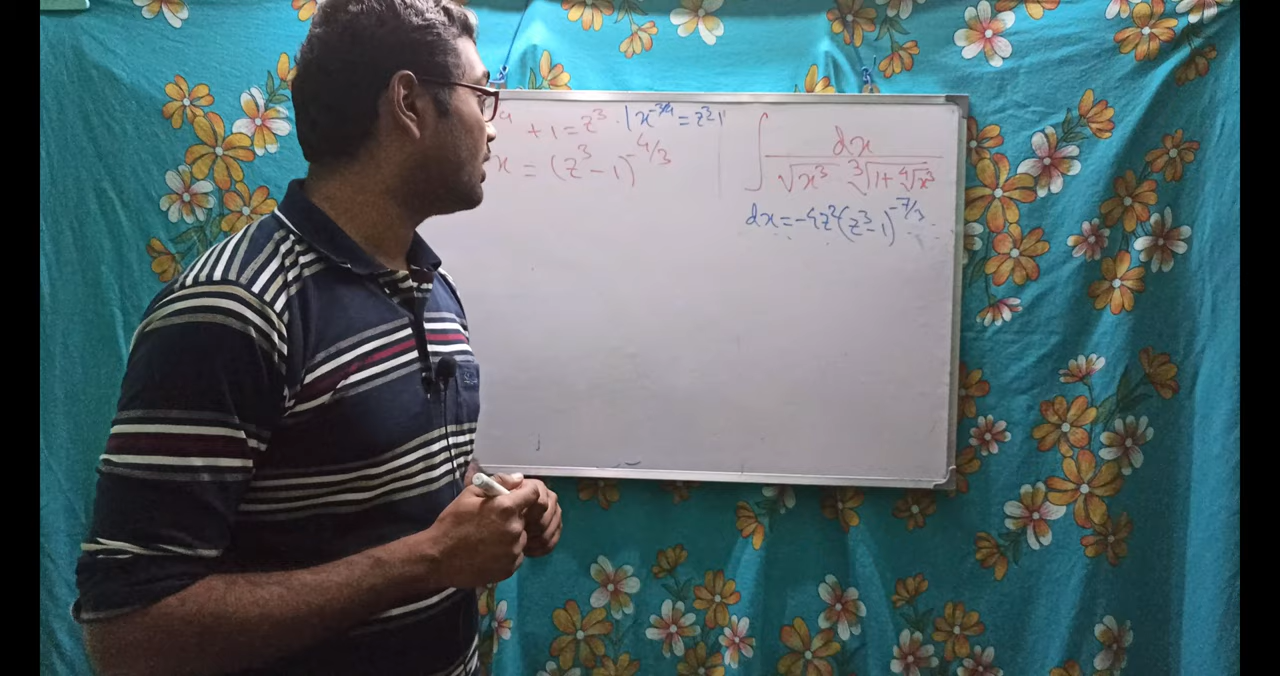 + 1 = z³ · | x^{-3/4} = z³-1
x = (z³ - 1)^{-4/3}
∫ dx / (√x³ ∛(1 + ∜x³))
dx = -4z²(z³-1)^{-7/3}